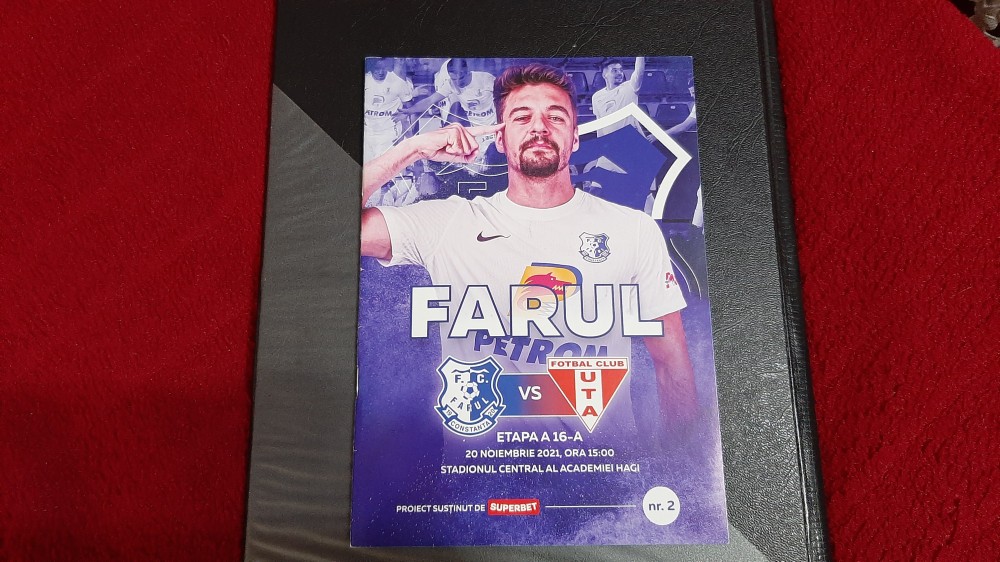 PETROM
FARUL
PETROM
F. C.
FARUL
CONSTANȚA
VS
FOTBAL CLUB
UTA
ETAPA A 16-A
20 NOIEMBRIE 2021, ORA 15:00
STADIONUL CENTRAL AL ACADEMIEI HAGI
PROIECT SUSȚINUT DE SUPERBET
nr. 2